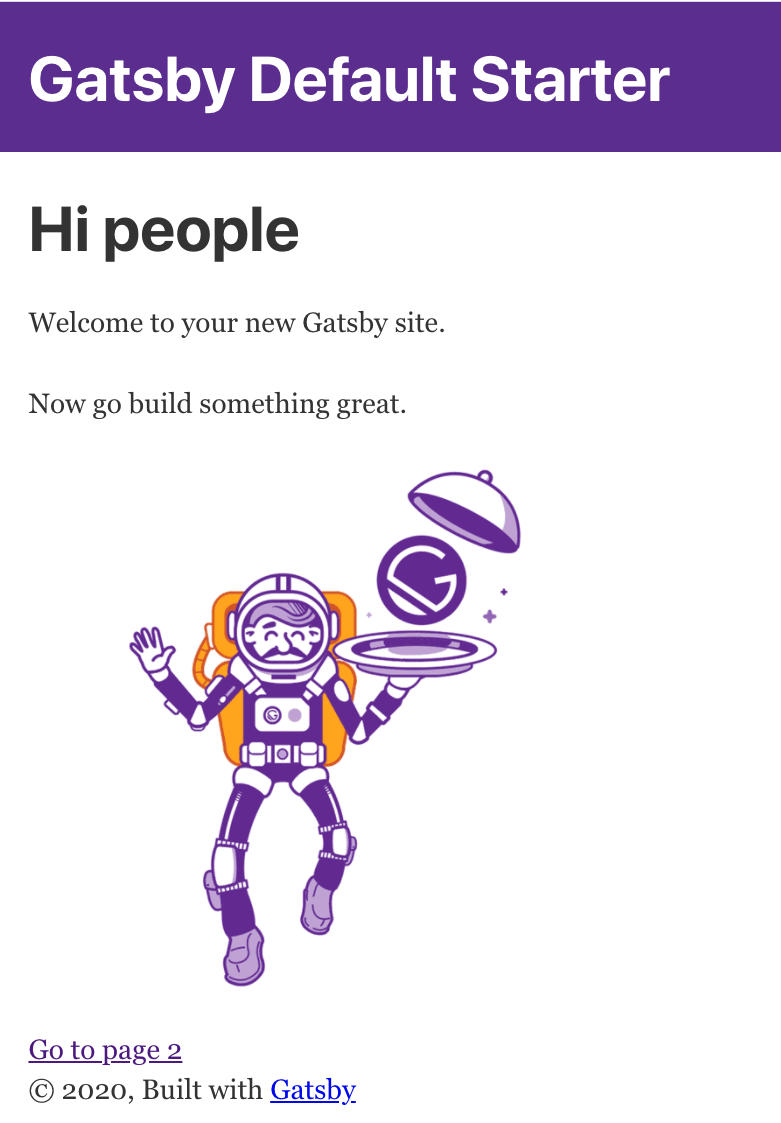 Gatsby Default Starter
Hi people
Welcome to your new Gatsby site.
Now go build something great.
Go to page 2
© 2020, Built with Gatsby